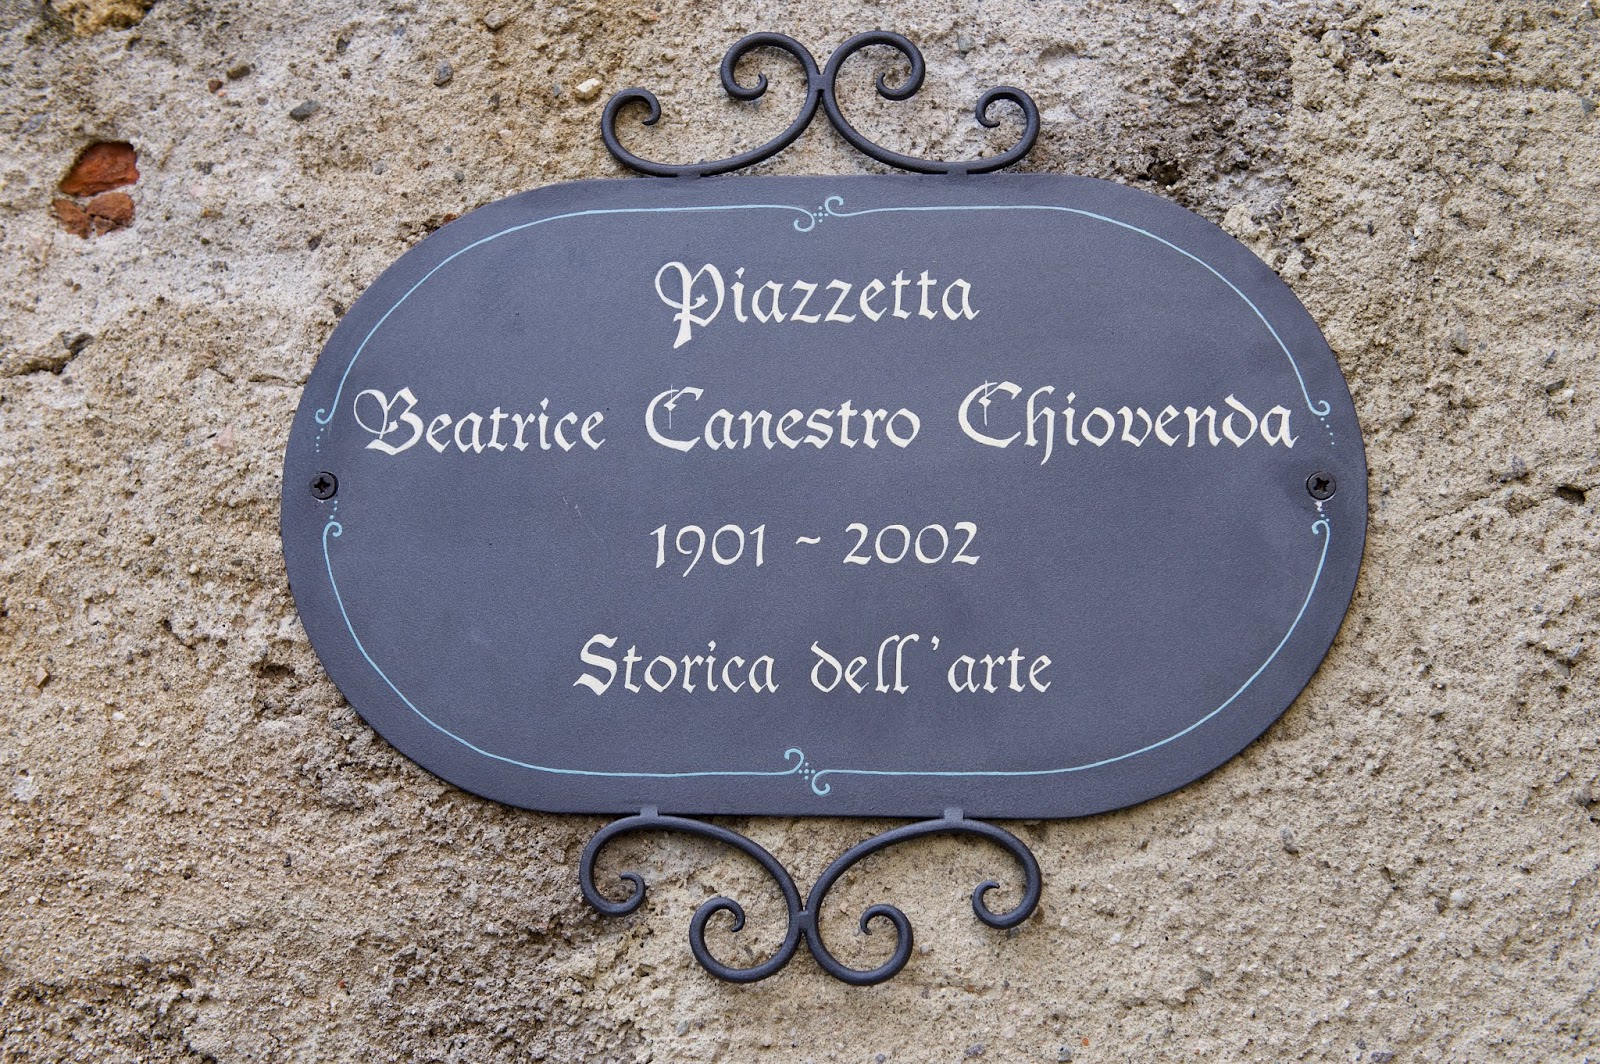 Piazzetta
Beatrice Canestro Chiovenda
1901 ~ 2002
Storica dell'arte